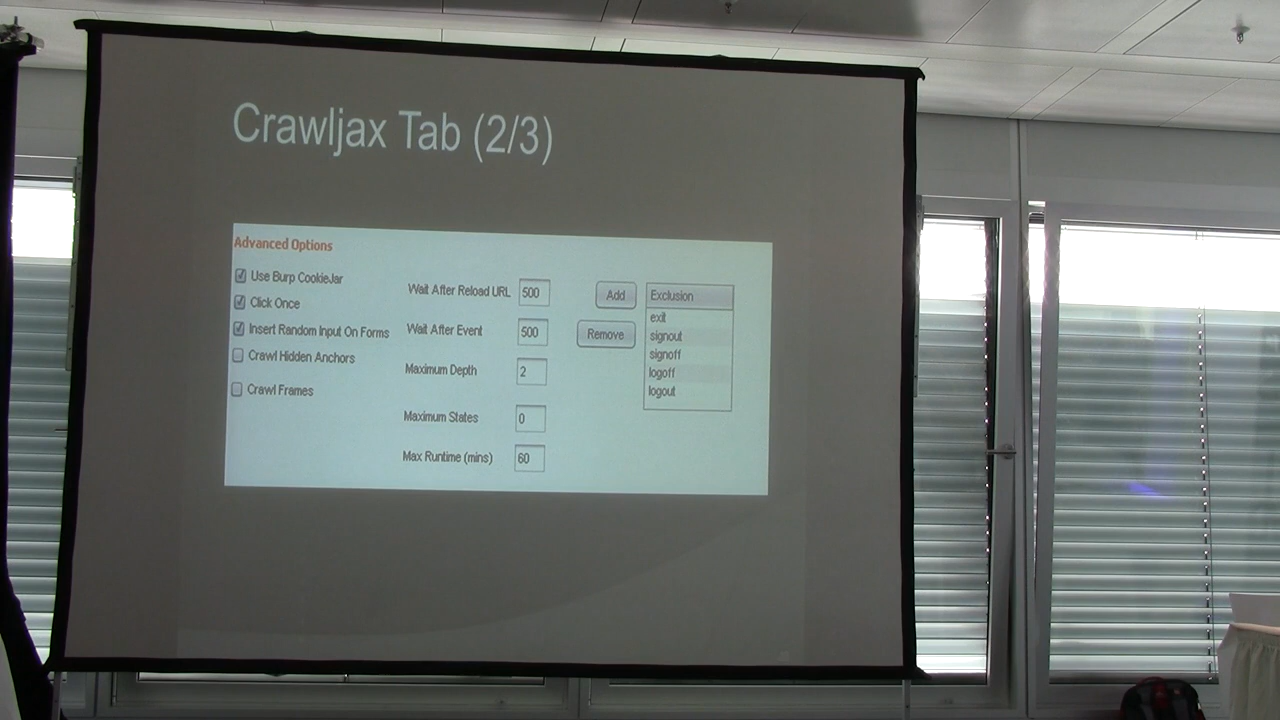 Crawljax Tab (2/3)
Advanced Options
Use Burp CookieJar
Click Once
Insert Random Input On Forms
Crawl Hidden Anchors
Crawl Frames
Wait After Reload URL 500
Wait After Event 500
Maximum Depth 2
Maximum States 0
Max Runtime (mins) 60
Add
Remove
Exclusion
exit
signout
signoff
logoff
logout